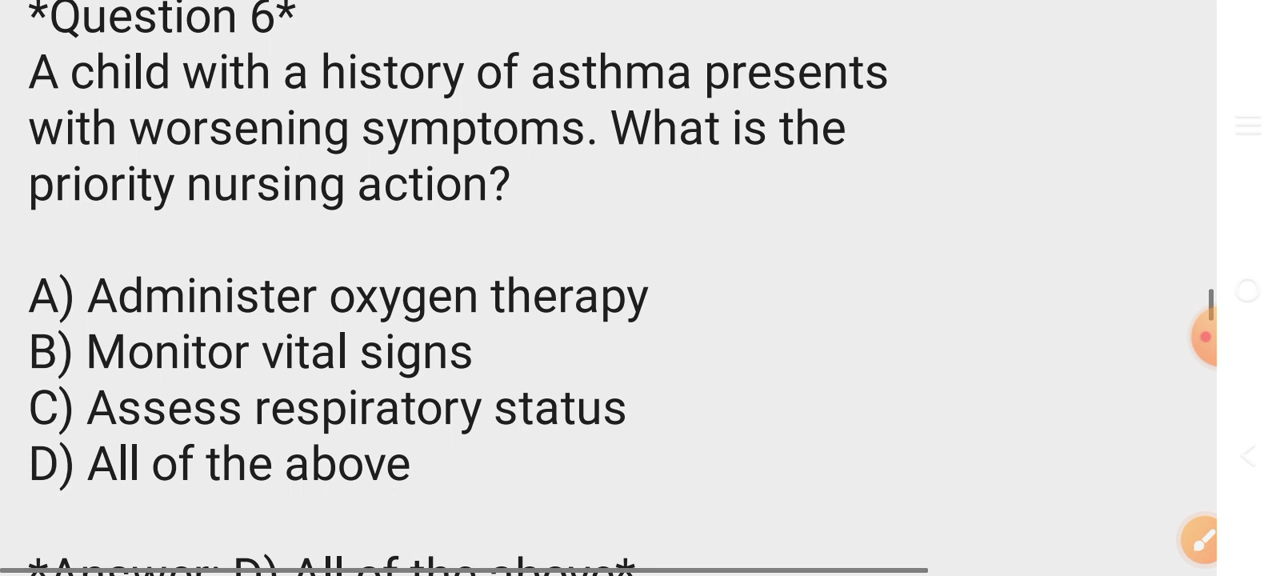 *Question 6*
A child with a history of asthma presents
with worsening symptoms. What is the
priority nursing action?
A) Administer oxygen therapy
B) Monitor vital signs
C) Assess respiratory status
D) All of the above
*Answer: D) All of the above*